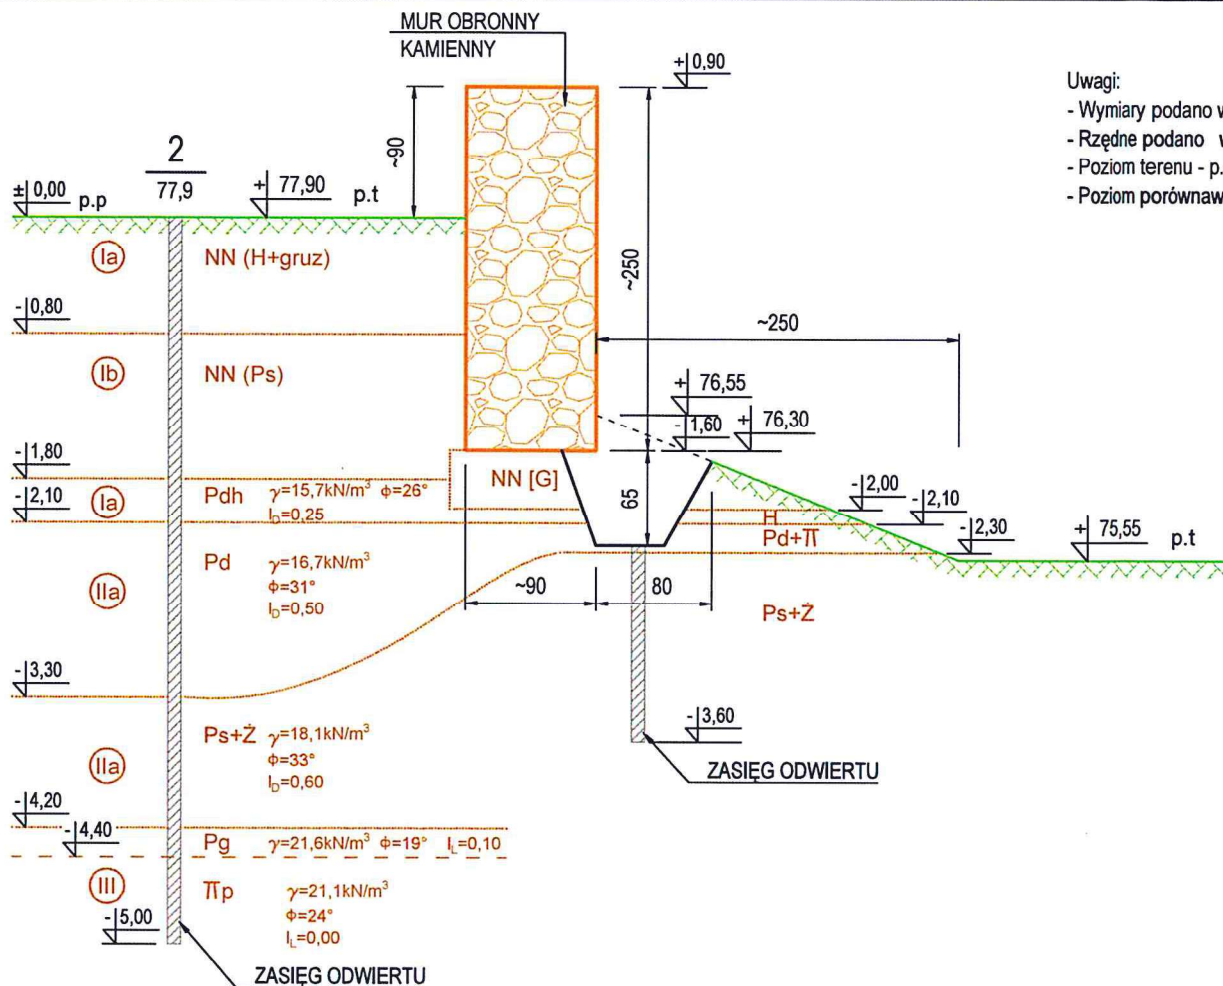 MUR OBRONNY
KAMIENNY
+0,90
Uwagi:
- Wymiary podano w
- Rzędne podano w
- Poziom terenu - p.
- Poziom porównaw
~90
2
77,9
±0,00 p.p
+77,90 p.t
Ia
NN (H+gruz)
~250
-0,80
~250
Ib
NN (Ps)
+76,55
-1,60
+76,30
-1,80
NN [G]
Ia
Pdh γ=15,7kN/m³ Φ=26°
I_D=0,25
65
-2,00
-2,10
-2,10
H
Pd+π
-2,30
+75,55 p.t
IIa
Pd γ=16,7kN/m³
Φ=31°
I_D=0,50
~90
80
Ps+Ż
-3,30
-3,60
IIa
Ps+Ż γ=18,1kN/m³
Φ=33°
I_D=0,60
ZASIĘG ODWIERTU
-4,20
-4,40
Pg γ=21,6kN/m³ Φ=19° I_L=0,10
III
πp γ=21,1kN/m³
Φ=24°
I_L=0,00
-5,00
ZASIĘG ODWIERTU